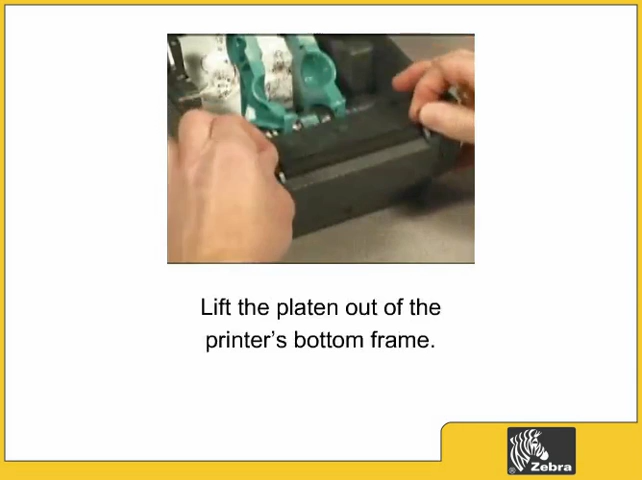 Lift the platen out of the
printer’s bottom frame.
Zebra
®